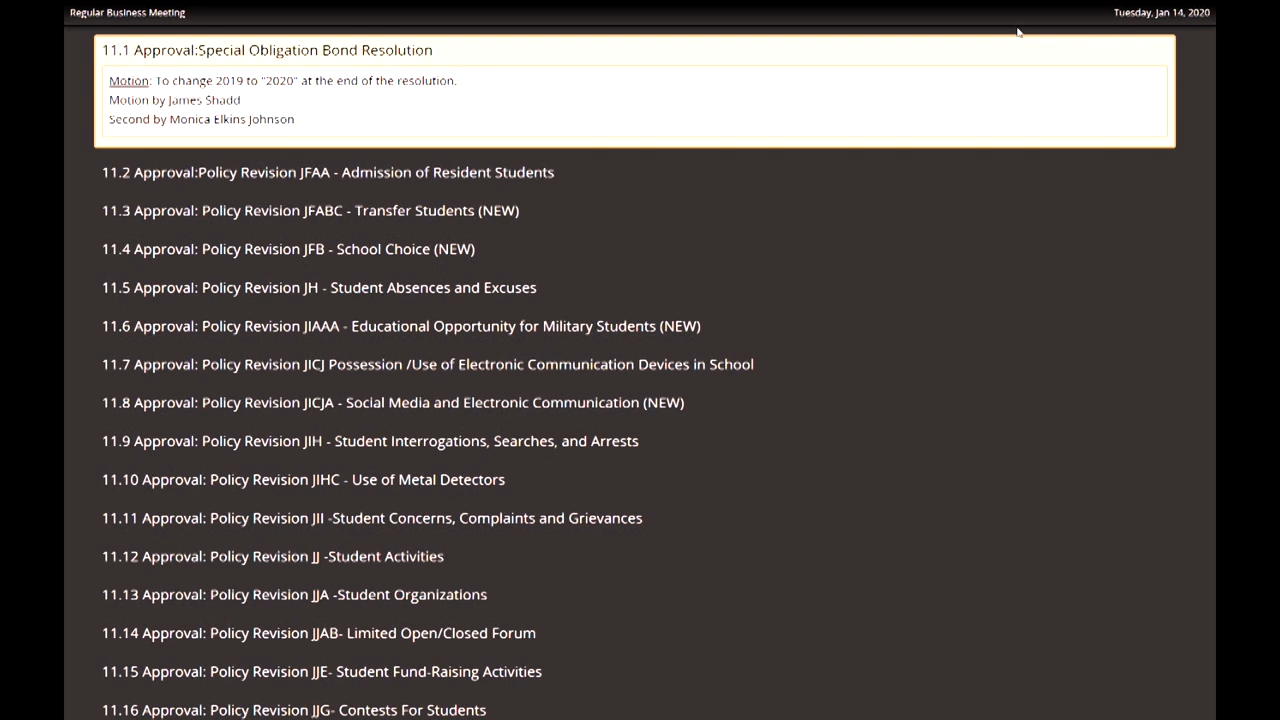 Regular Business Meeting
Tuesday, Jan 14, 2020
11.1 Approval:Special Obligation Bond Resolution
Motion: To change 2019 to "2020" at the end of the resolution.
Motion by James Shadd
Second by Monica Elkins Johnson
11.2 Approval:Policy Revision JFAA - Admission of Resident Students
11.3 Approval: Policy Revision JFABC - Transfer Students (NEW)
11.4 Approval: Policy Revision JFB - School Choice (NEW)
11.5 Approval: Policy Revision JH - Student Absences and Excuses
11.6 Approval: Policy Revision JIAAA - Educational Opportunity for Military Students (NEW)
11.7 Approval: Policy Revision JICJ Possession /Use of Electronic Communication Devices in School
11.8 Approval: Policy Revision JICJA - Social Media and Electronic Communication (NEW)
11.9 Approval: Policy Revision JIH - Student Interrogations, Searches, and Arrests
11.10 Approval: Policy Revision JIHC - Use of Metal Detectors
11.11 Approval: Policy Revision JII -Student Concerns, Complaints and Grievances
11.12 Approval: Policy Revision JJ -Student Activities
11.13 Approval: Policy Revision JJA -Student Organizations
11.14 Approval: Policy Revision JJAB- Limited Open/Closed Forum
11.15 Approval: Policy Revision JJE- Student Fund-Raising Activities
11.16 Approval: Policy Revision JJG- Contests For Students